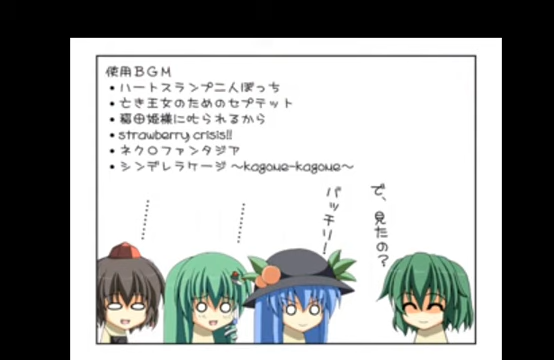 使用BGM
•ハートスランプ二人ぼっち
•亡き王女のためのセプテット
•稲田姫様に叱られるから
•strawberry crisis!!
•ネクロファンタジア
•シンデレラケージ ～kagome-kagome～
で、見たの?
バッチリ!
………
………